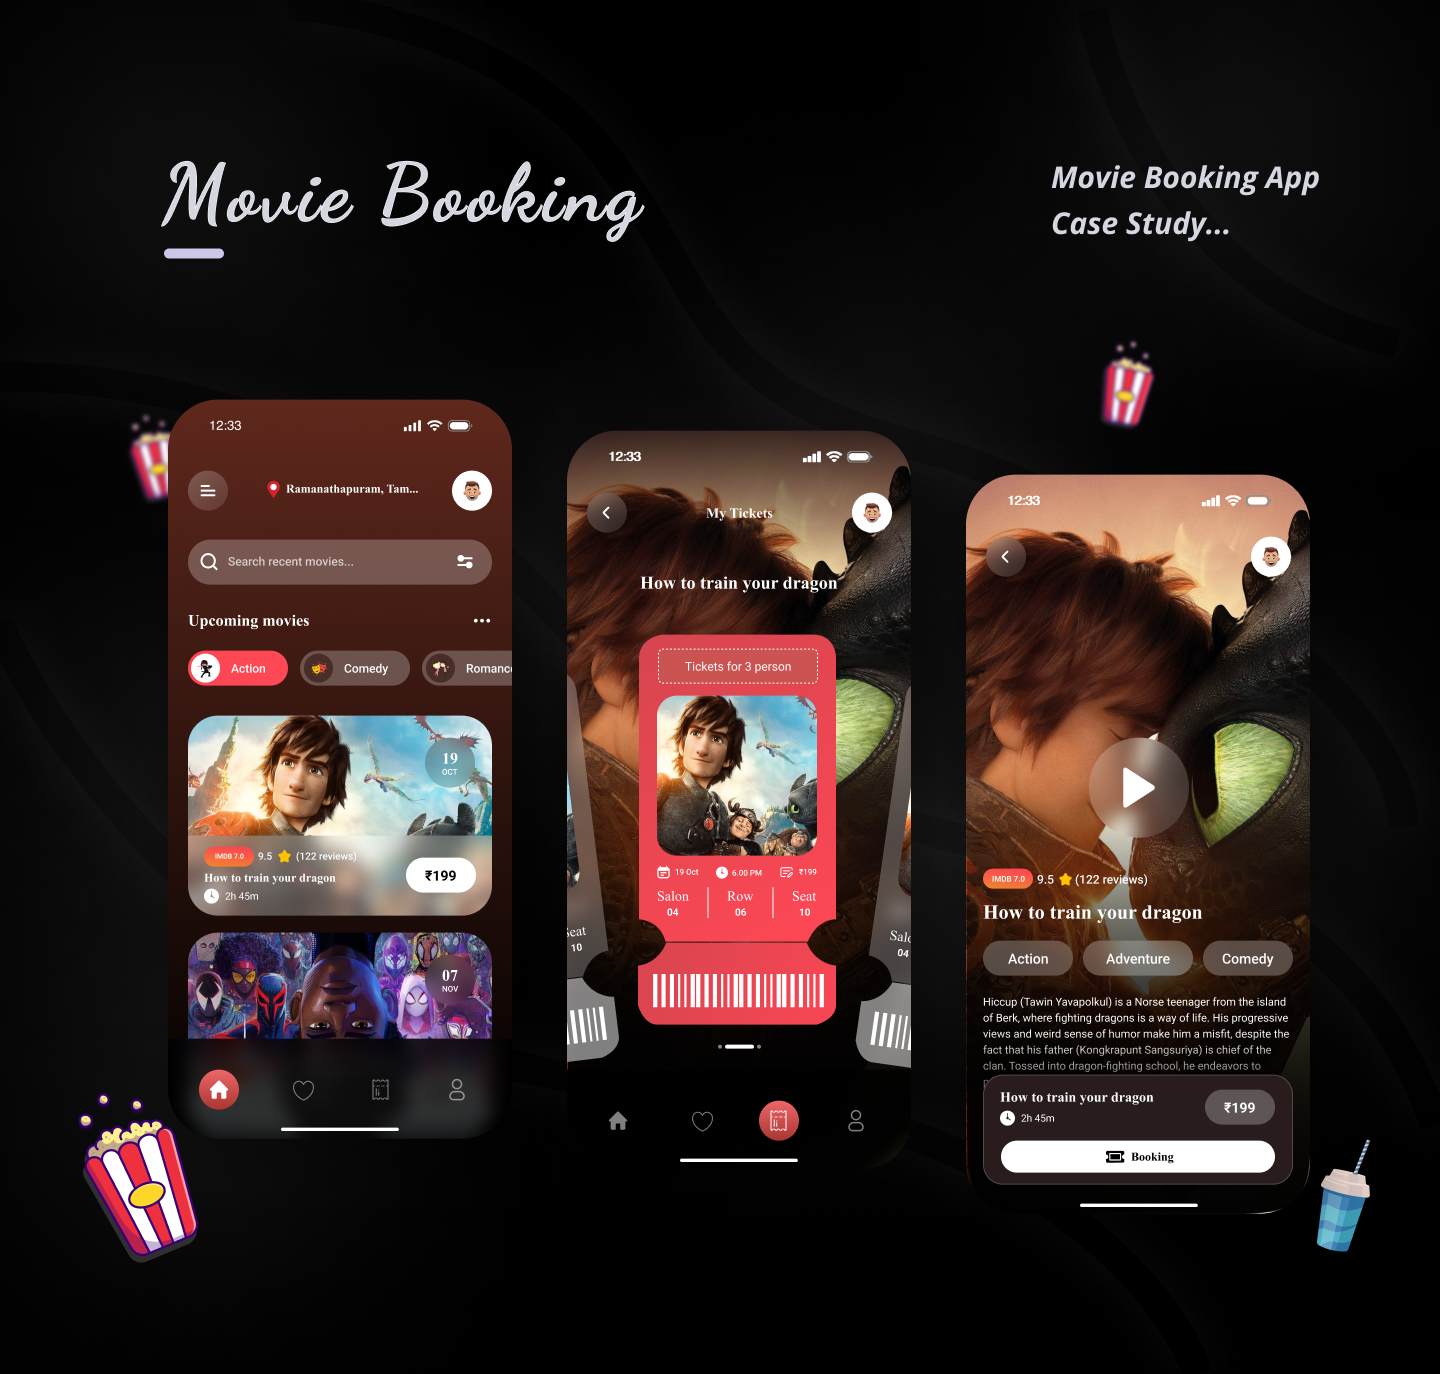 Movie Booking
Movie Booking App
Case Study...
12:33
Ramanathapuram, Tam...
Search recent movies...
Upcoming movies
Action
Comedy
Romance
19
OCT
IMDB 7.0 9.5 (122 reviews)
How to train your dragon
2h 45m
₹199
07
NOV
12:33
My Tickets
How to train your dragon
Tickets for 3 person
19 Oct
6.00 PM
₹199
Salon
Row
Seat
04
06
10
Seat
10
04
12:33
IMDB 7.0 9.5 (122 reviews)
How to train your dragon
Action
Adventure
Comedy
Hiccup (Tawin Yavapolkul) is a Norse teenager from the island
of Berk, where fighting dragons is a way of life. His progressive
views and weird sense of humor make him a misfit, despite the
fact that his father (Kongkrapunt Sangsuriya) is chief of the
clan. Tossed into dragon-fighting school, he endeavors to
How to train your dragon
2h 45m
₹199
Booking